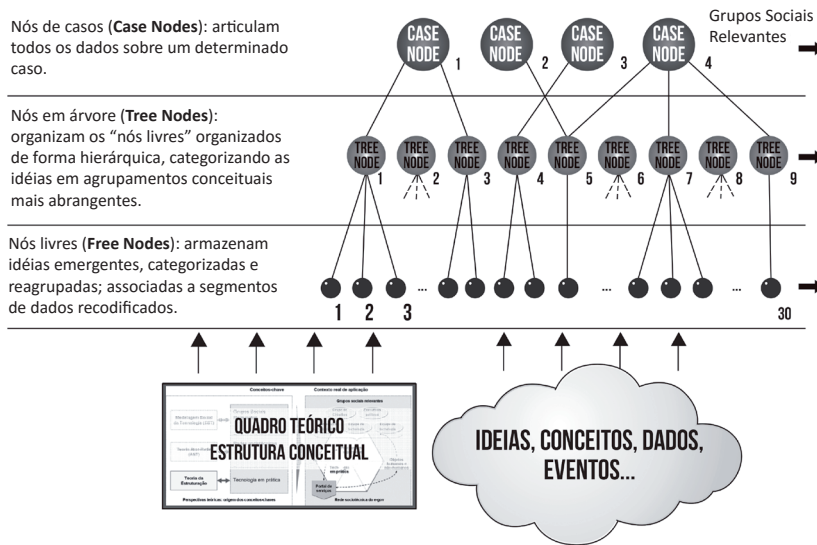 Nós de casos (Case Nodes): articulam
todos os dados sobre um determinado
caso.
CASE
NODE
1
CASE
NODE
2
CASE
NODE
3
CASE
NODE
4
Grupos Sociais
Relevantes
Nós em árvore (Tree Nodes):
organizam os “nós livres” organizados
de forma hierárquica, categorizando as
idéias em agrupamentos conceituais
mais abrangentes.
TREE
NODE
1
TREE
NODE
2
TREE
NODE
3
TREE
NODE
4
TREE
NODE
5
TREE
NODE
6
TREE
NODE
7
TREE
NODE
8
TREE
NODE
9
Nós livres (Free Nodes): armazenam
idéias emergentes, categorizadas e
reagrupadas; associadas a segmentos
de dados recodificados.
... ... ...
1 2 3 30
Conceitos-chave
Contexto real de aplicação
Grupos sociais relevantes
QUADRO TEÓRICO
ESTRUTURA CONCEITUAL
Teoria da
Estruturação
Tecnologia em prática
Portal de
serviços
IDEIAS, CONCEITOS, DADOS,
EVENTOS...